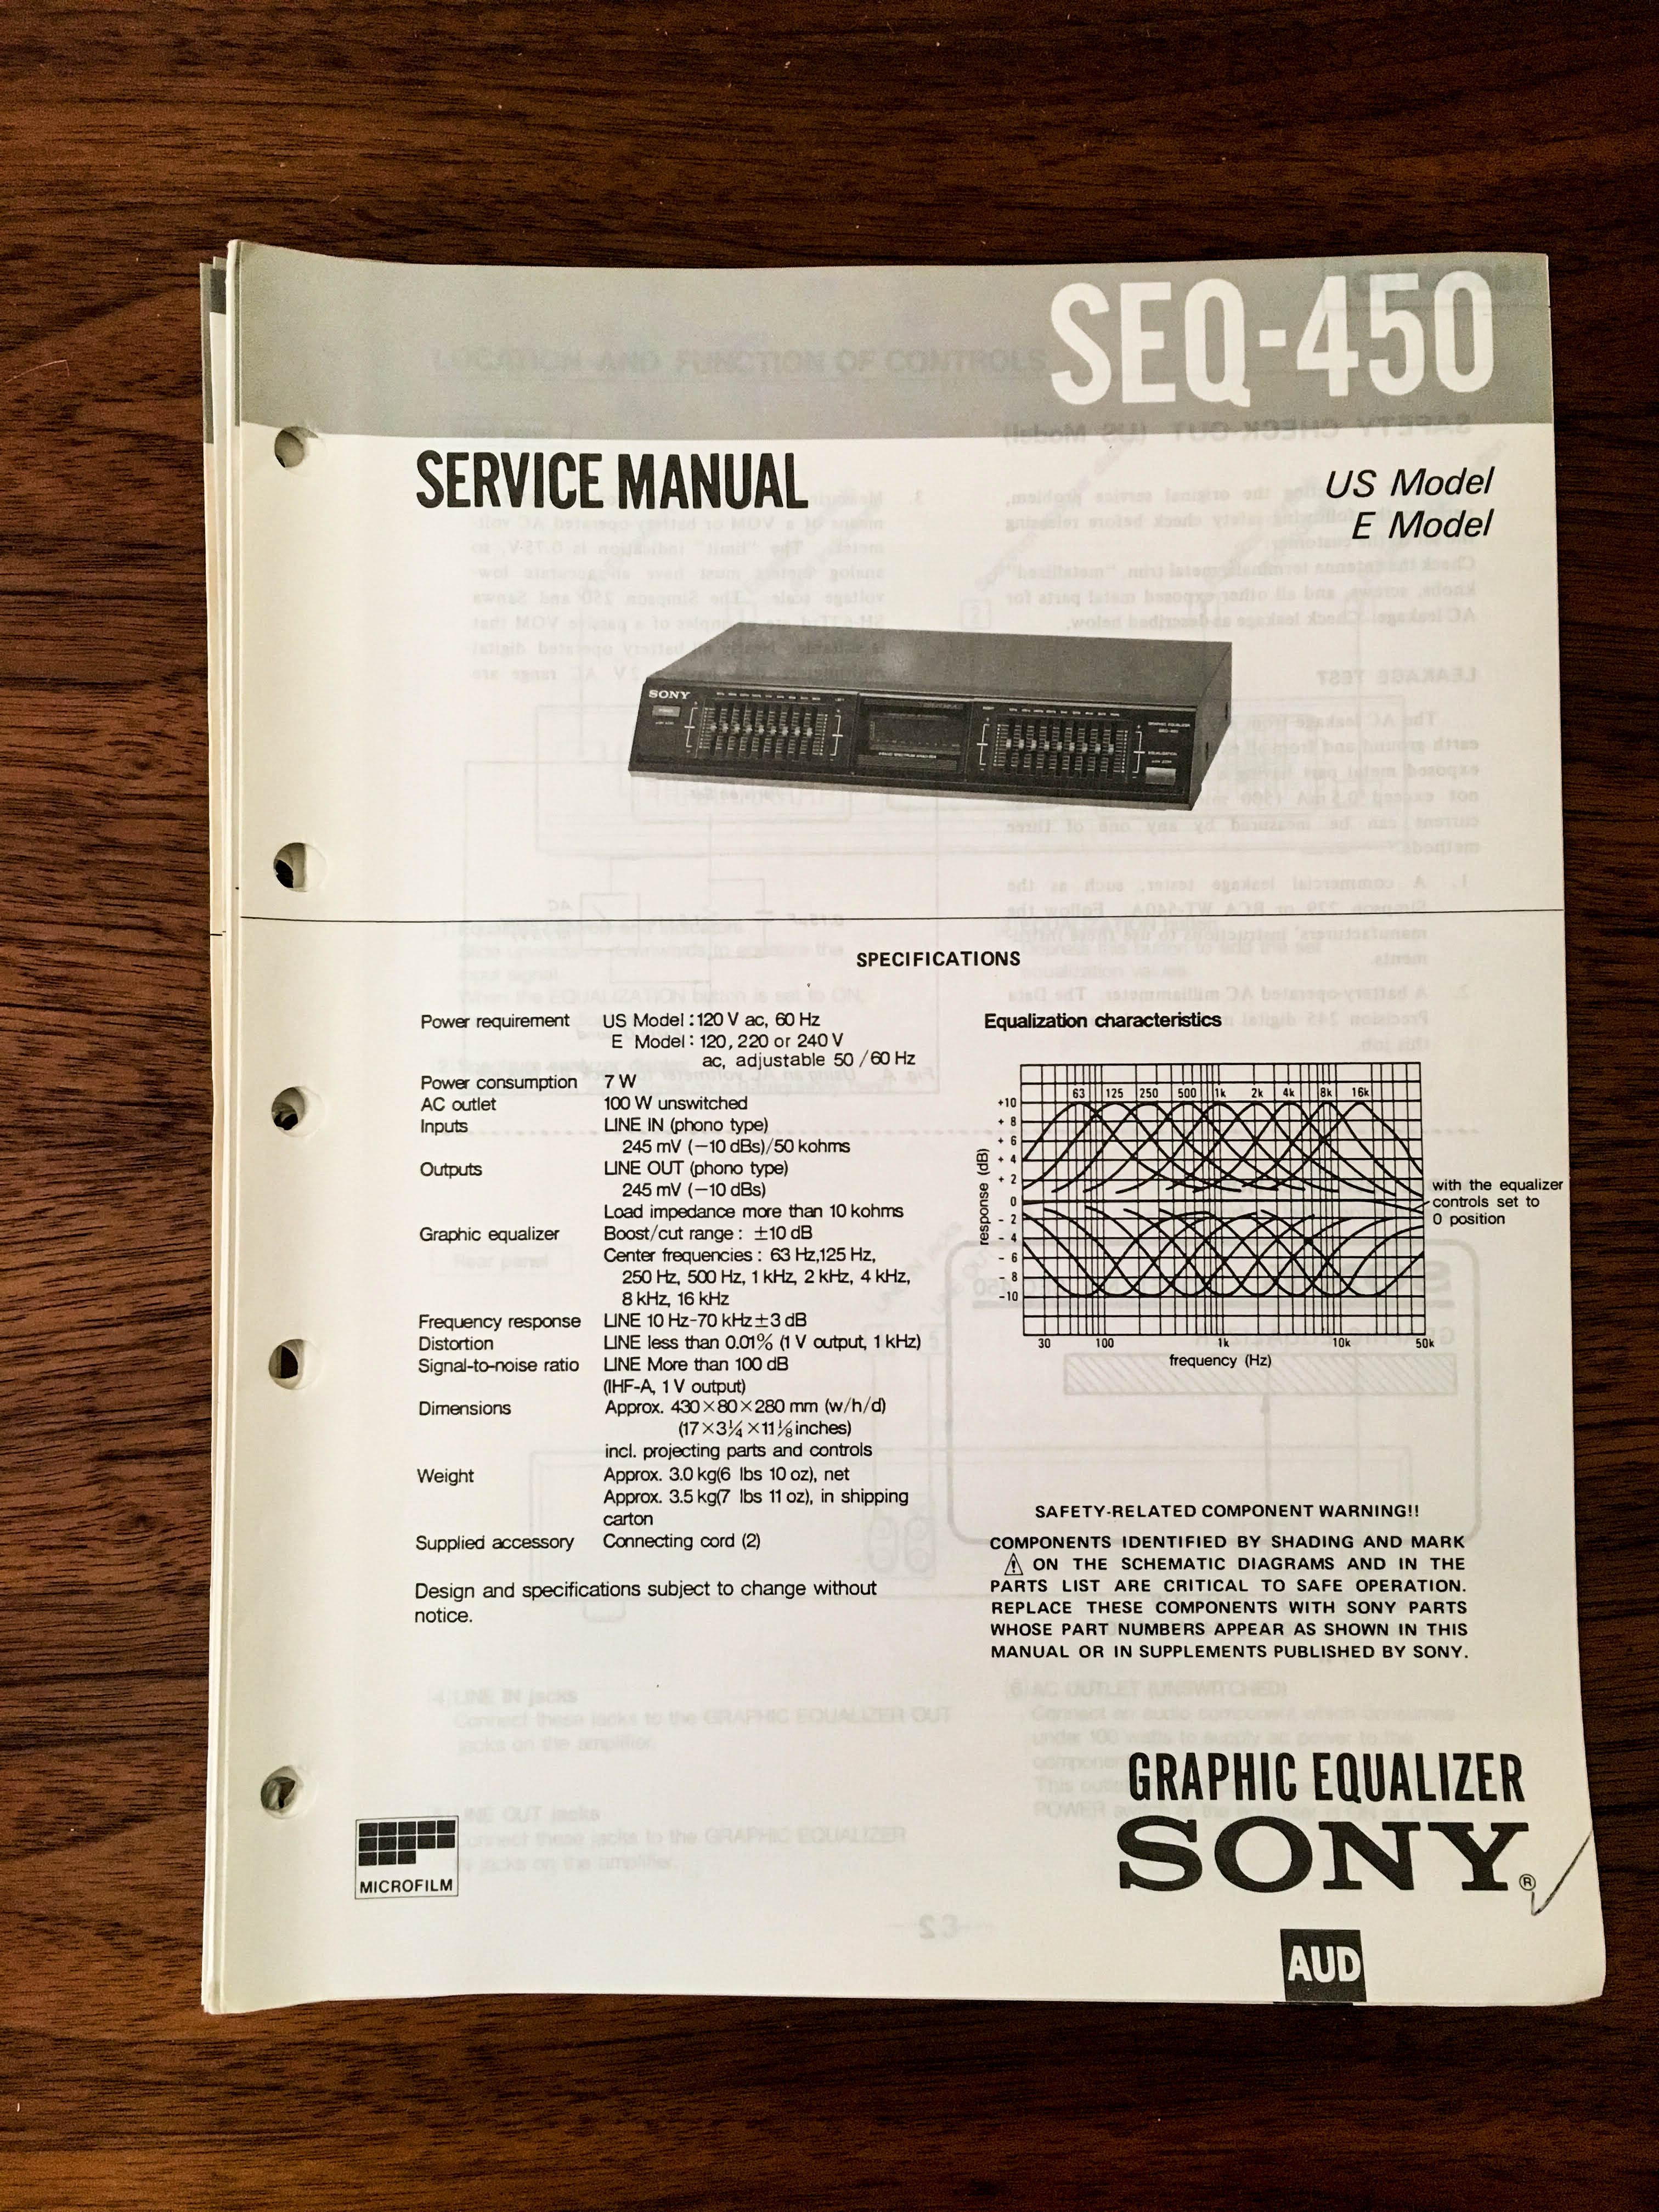 SEQ-450
SERVICE MANUAL
US Model
E Model
SONY
SPECIFICATIONS
Power requirement US Model : 120 V ac, 60 Hz
E Model : 120, 220 or 240 V
ac, adjustable 50/60 Hz
Power consumption 7 W
AC outlet 100 W unswitched
Inputs LINE IN (phono type)
245 mV (−10 dBs)/50 kohms
Outputs LINE OUT (phono type)
245 mV (−10 dBs)
Load impedance more than 10 kohms
Graphic equalizer Boost/cut range : ±10 dB
Center frequencies : 63 Hz, 125 Hz,
250 Hz, 500 Hz, 1 kHz, 2 kHz, 4 kHz,
8 kHz, 16 kHz
Frequency response LINE 10 Hz-70 kHz±3 dB
Distortion LINE less than 0.01% (1 V output, 1 kHz)
Signal-to-noise ratio LINE More than 100 dB
(IHF-A, 1 V output)
Dimensions Approx. 430×80×280 mm (w/h/d)
(17×3¼×11⅛ inches)
incl. projecting parts and controls
Weight Approx. 3.0 kg(6 lbs 10 oz), net
Approx. 3.5 kg(7 lbs 11 oz), in shipping
carton
Supplied accessory Connecting cord (2)
Design and specifications subject to change without
notice.
Equalization characteristics
63 125 250 500 1k 2k 4k 8k 16k
+10
+ 8
+ 6
+ 4
+ 2
0
- 2
- 4
- 6
- 8
-10
response (dB)
30 100 1k 10k 50k
frequency (Hz)
with the equalizer
controls set to
0 position
SAFETY-RELATED COMPONENT WARNING!!
COMPONENTS IDENTIFIED BY SHADING AND MARK
⚠ ON THE SCHEMATIC DIAGRAMS AND IN THE
PARTS LIST ARE CRITICAL TO SAFE OPERATION.
REPLACE THESE COMPONENTS WITH SONY PARTS
WHOSE PART NUMBERS APPEAR AS SHOWN IN THIS
MANUAL OR IN SUPPLEMENTS PUBLISHED BY SONY.
MICROFILM
GRAPHIC EQUALIZER
SONY®
AUD